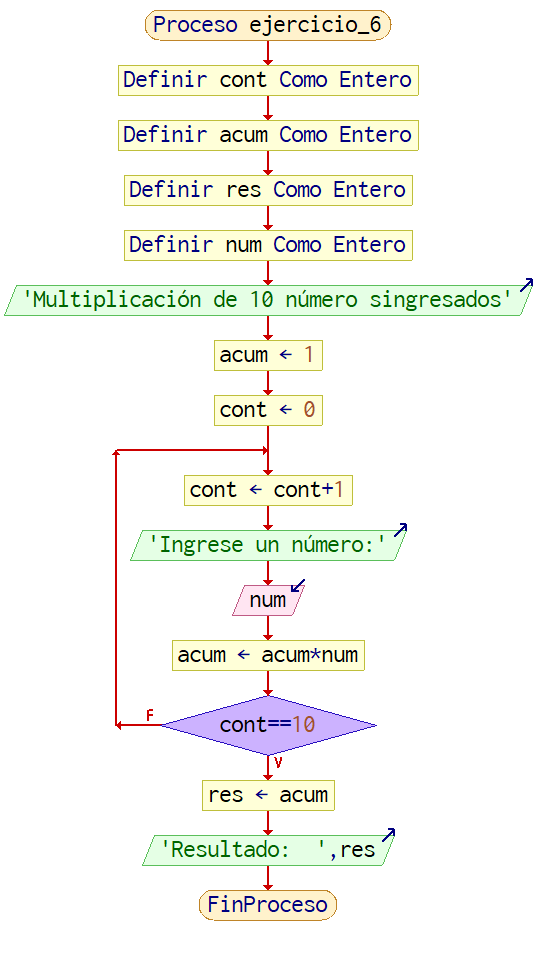 Proceso ejercicio_6
Definir cont Como Entero
Definir acum Como Entero
Definir res Como Entero
Definir num Como Entero
'Multiplicación de 10 número singresados'
acum ← 1
cont ← 0
cont ← cont+1
'Ingrese un número:'
num
acum ← acum*num
F
cont==10
V
res ← acum
'Resultado:  ',res
FinProceso